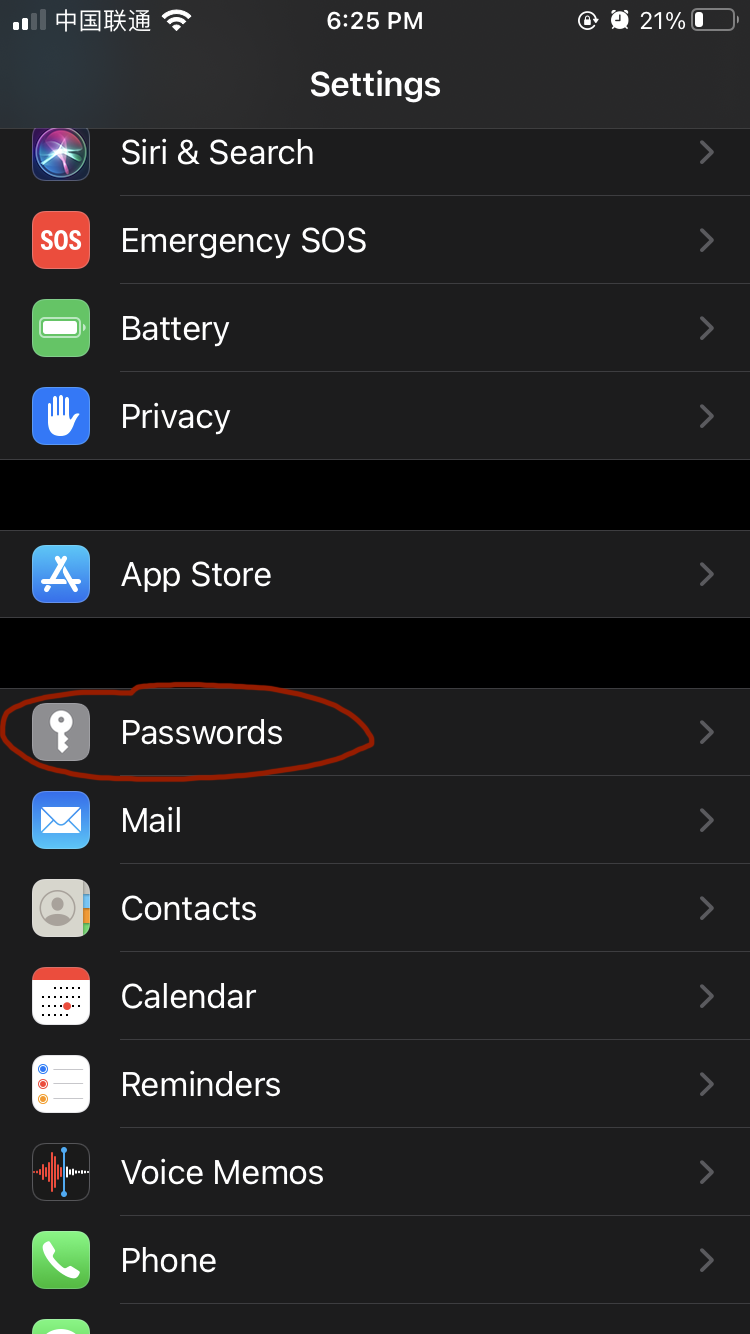 中国联通 6:25 PM 21%
Settings
Siri & Search
SOS Emergency SOS
Battery
Privacy
App Store
Passwords
Mail
Contacts
Calendar
Reminders
Voice Memos
Phone